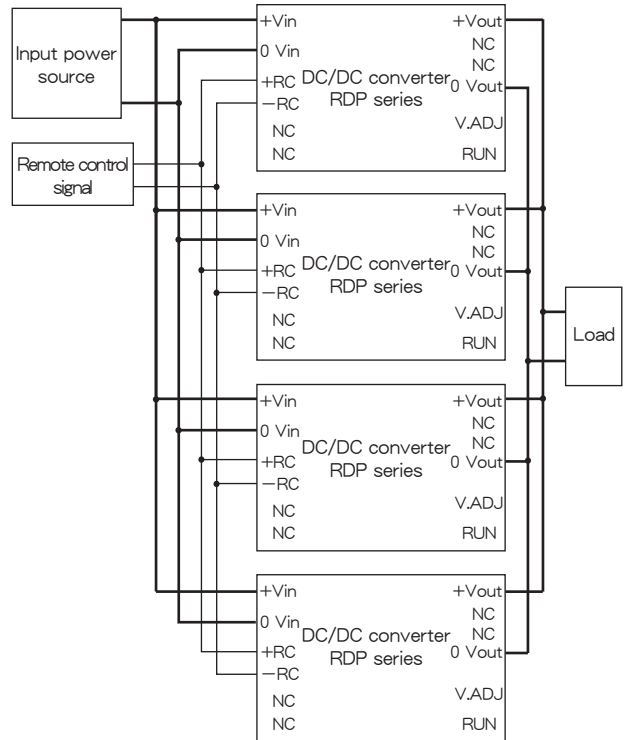 Input power
source
Remote control
signal
+Vin
0 Vin
+RC
−RC
NC
NC
DC/DC converter
RDP series
+Vout
NC
NC
0 Vout
V.ADJ
RUN
+Vin
0 Vin
+RC
−RC
NC
NC
DC/DC converter
RDP series
+Vout
NC
NC
0 Vout
V.ADJ
RUN
+Vin
0 Vin
+RC
−RC
NC
NC
DC/DC converter
RDP series
+Vout
NC
NC
0 Vout
V.ADJ
RUN
+Vin
0 Vin
+RC
−RC
NC
NC
DC/DC converter
RDP series
+Vout
NC
NC
0 Vout
V.ADJ
RUN
Load